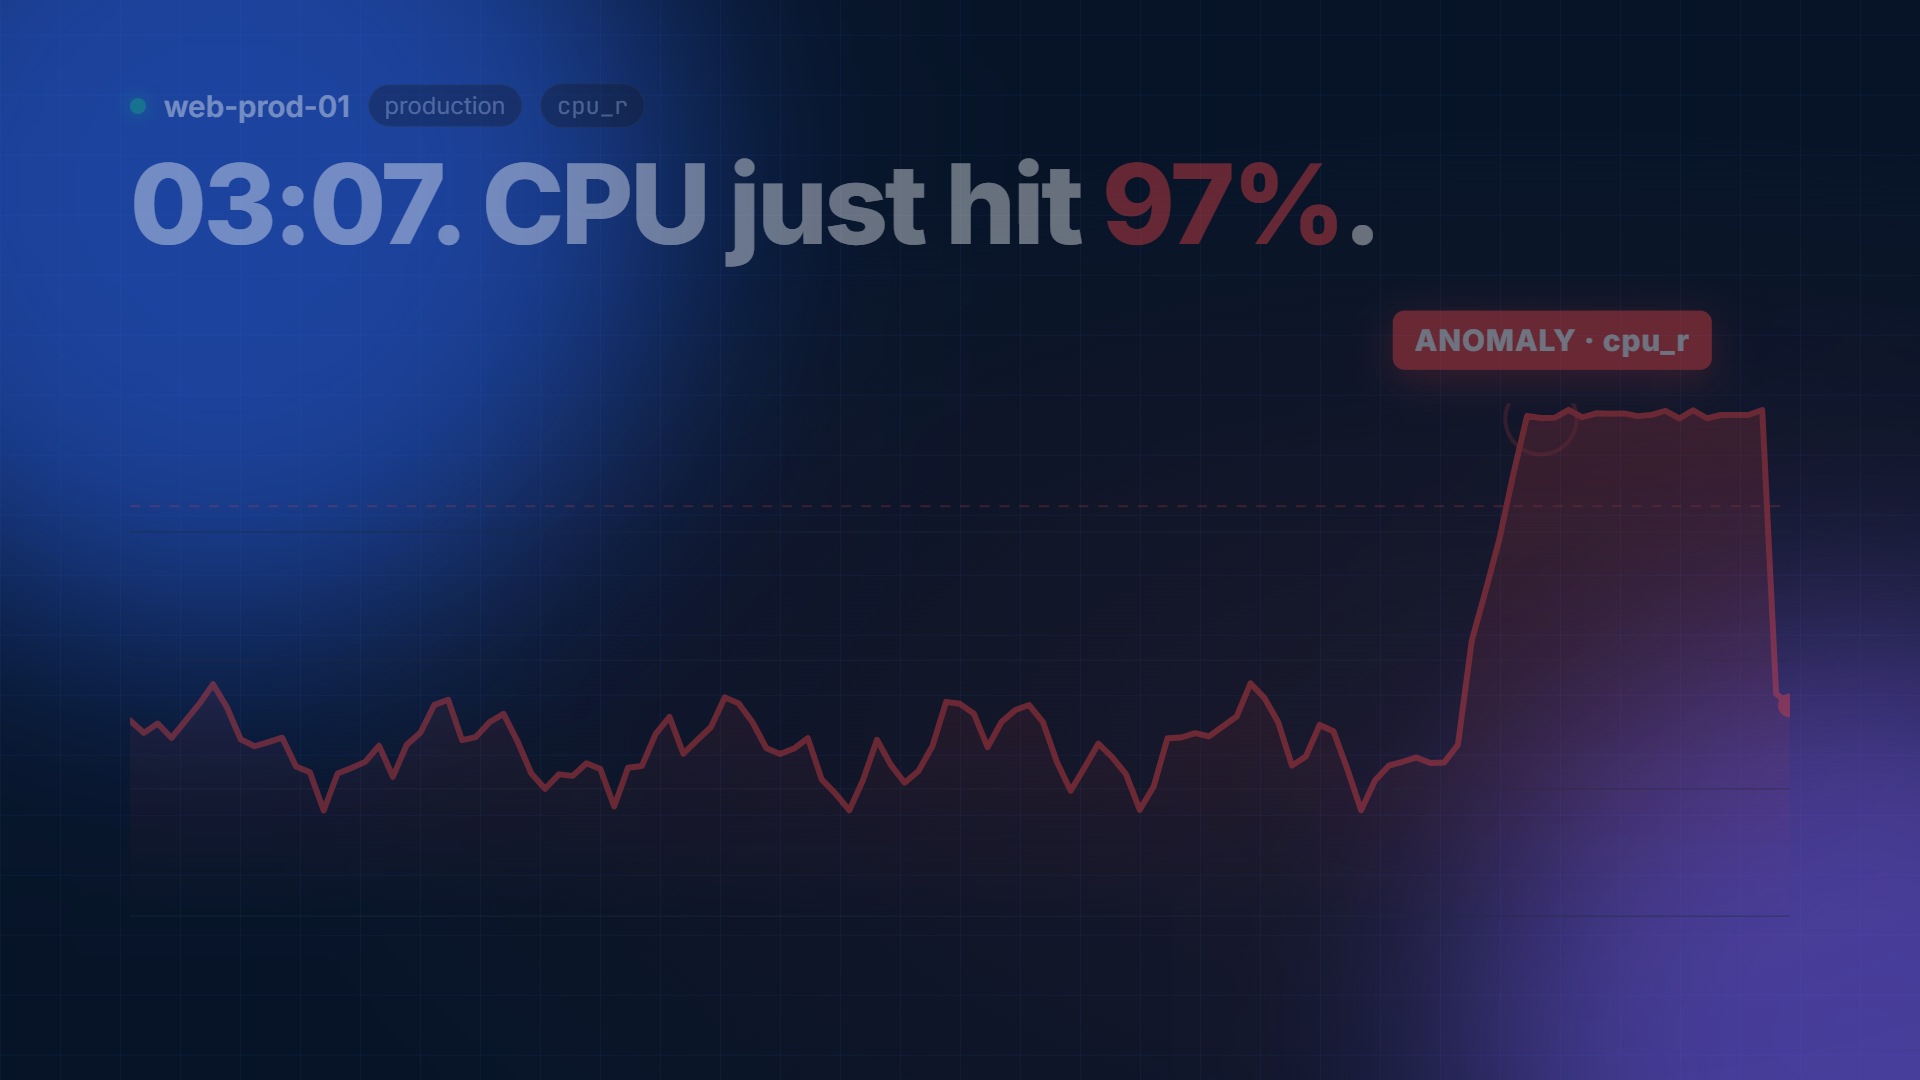 web-prod-01 production cpu_r
03:07. CPU just hit 97%.
ANOMALY · cpu_r